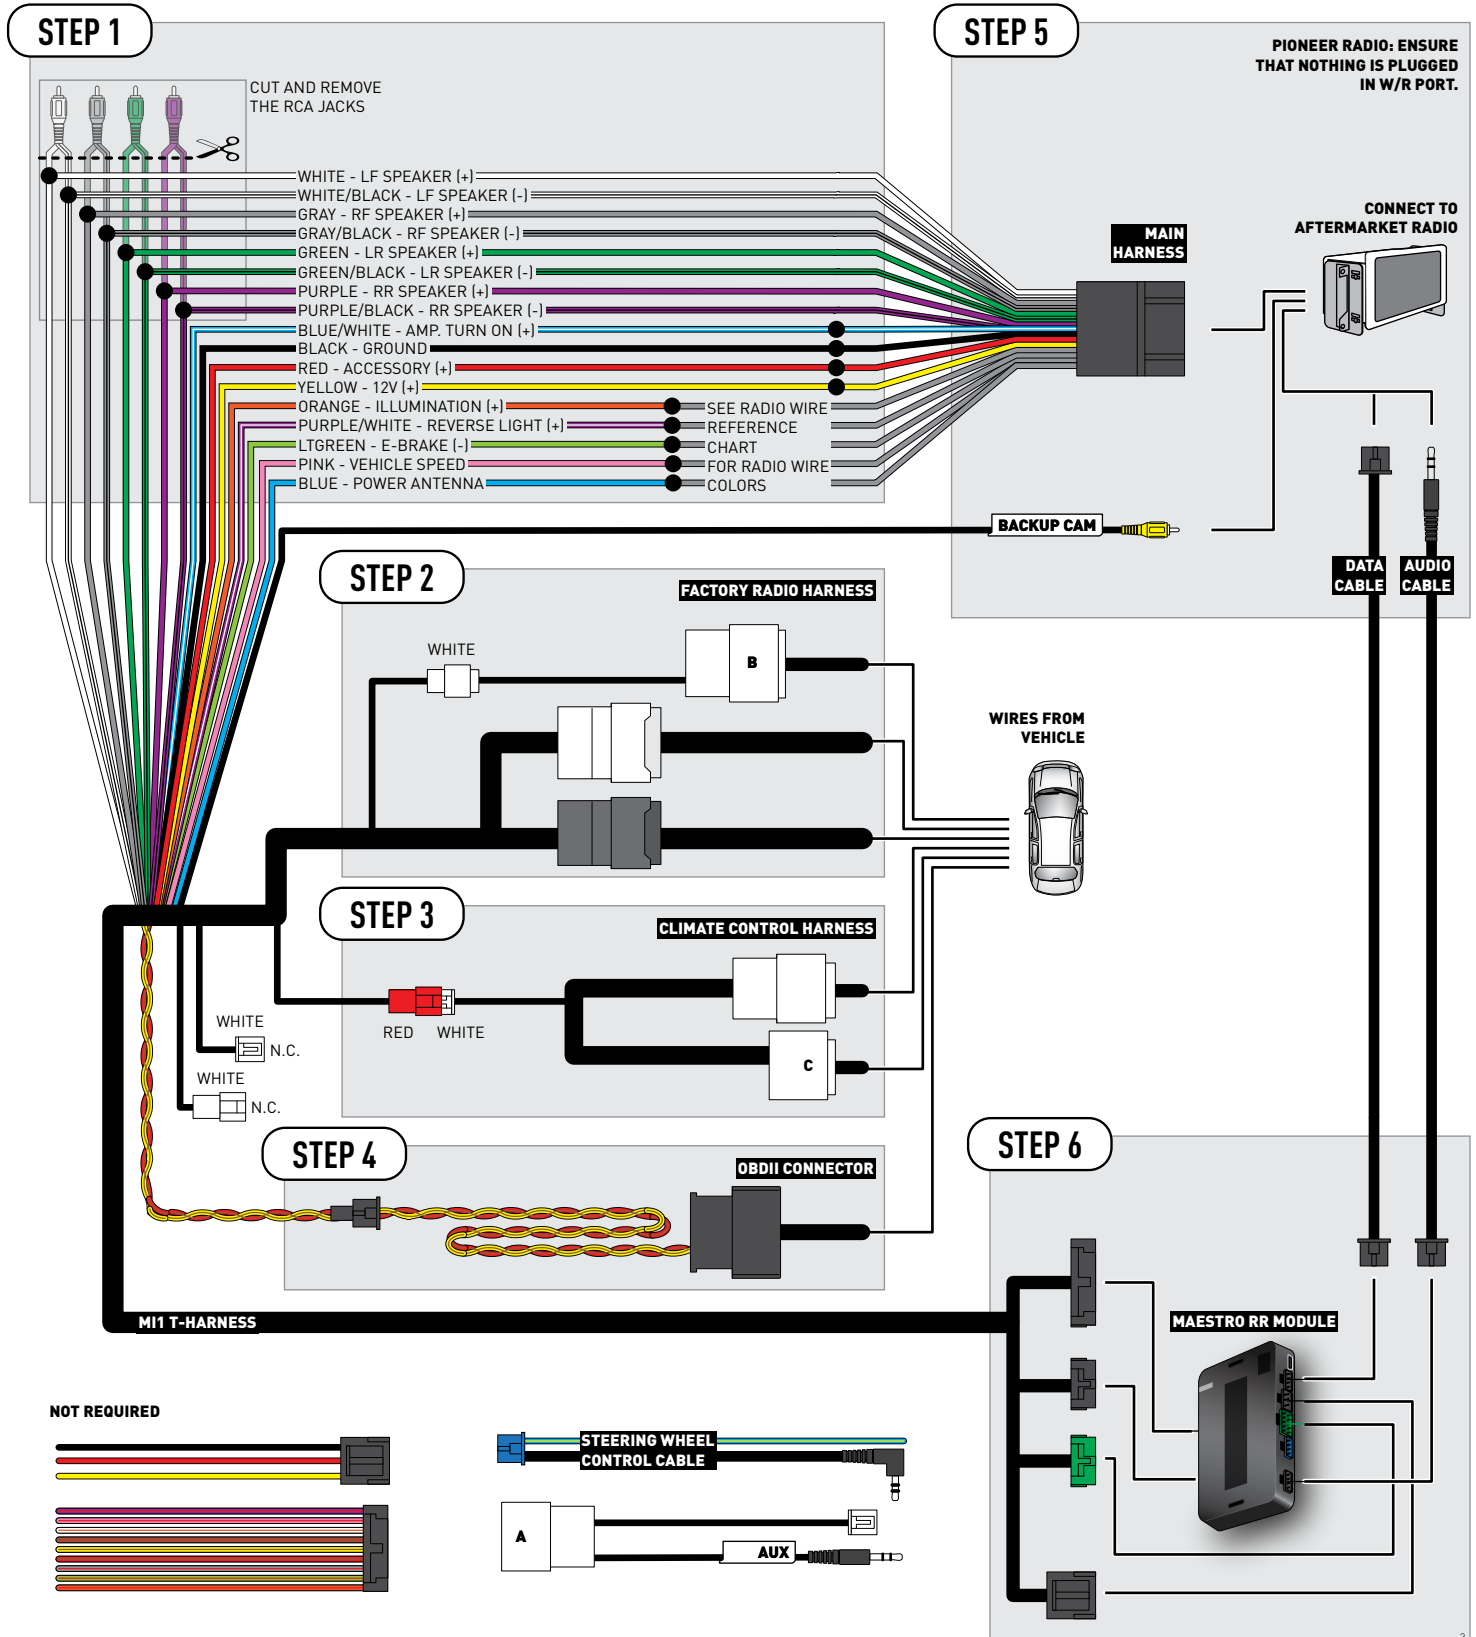 STEP 1
CUT AND REMOVE
THE RCA JACKS
WHITE - LF SPEAKER (+)
WHITE/BLACK - LF SPEAKER (-)
GRAY - RF SPEAKER (+)
GRAY/BLACK - RF SPEAKER (-)
GREEN - LR SPEAKER (+)
GREEN/BLACK - LR SPEAKER (-)
PURPLE - RR SPEAKER (+)
PURPLE/BLACK - RR SPEAKER (-)
BLUE/WHITE - AMP. TURN ON (+)
BLACK - GROUND
RED - ACCESSORY (+)
YELLOW - 12V (+)
ORANGE - ILLUMINATION (+)
PURPLE/WHITE - REVERSE LIGHT (+)
LTGREEN - E-BRAKE (-)
PINK - VEHICLE SPEED
BLUE - POWER ANTENNA
SEE RADIO WIRE
REFERENCE
CHART
FOR RADIO WIRE
COLORS
STEP 5
PIONEER RADIO: ENSURE
THAT NOTHING IS PLUGGED
IN W/R PORT.
MAIN
HARNESS
CONNECT TO
AFTERMARKET RADIO
BACKUP CAM
DATA
CABLE
AUDIO
CABLE
STEP 2
FACTORY RADIO HARNESS
WHITE
B
WIRES FROM
VEHICLE
STEP 3
CLIMATE CONTROL HARNESS
RED
WHITE
C
WHITE
N.C.
WHITE
N.C.
STEP 4
OBDII CONNECTOR
MI1 T-HARNESS
STEP 6
MAESTRO RR MODULE
NOT REQUIRED
STEERING WHEEL
CONTROL CABLE
A
AUX